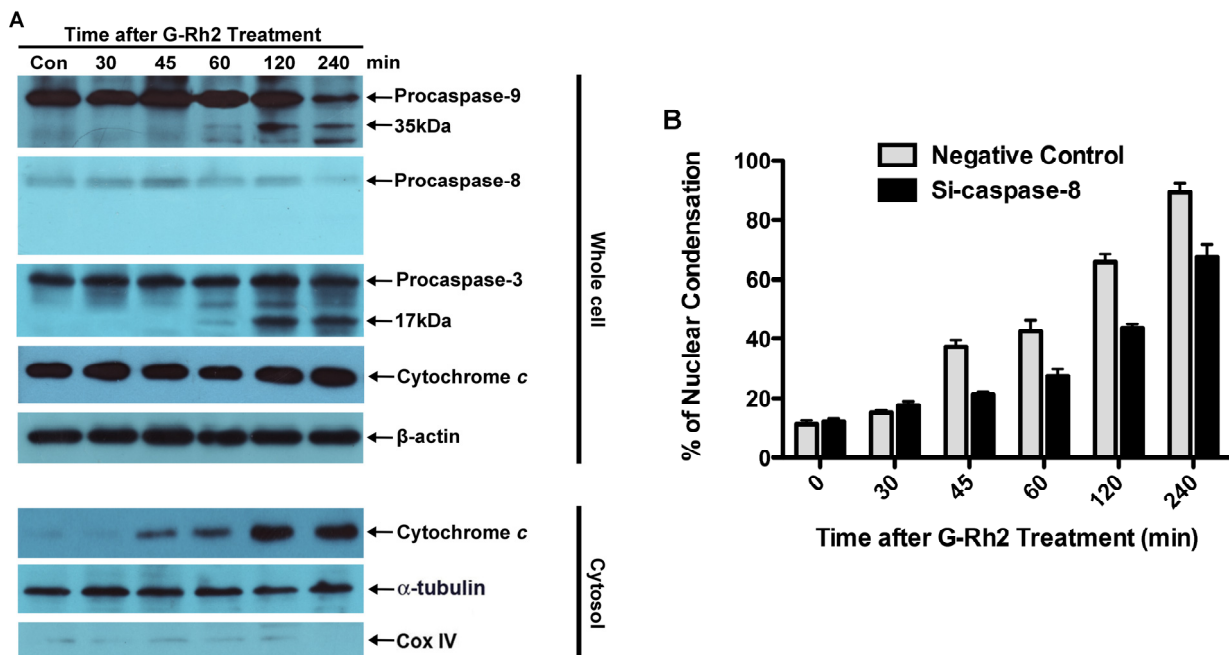 A
Time after G-Rh2 Treatment
Con 30 45 60 120 240 min
Procaspase-9
35kDa
Procaspase-8
Procaspase-3
17kDa
Cytochrome c
β-actin
Whole cell
Cytochrome c
α-tubulin
Cox IV
Cytosol
B
Negative Control
Si-caspase-8
% of Nuclear Condensation
100
80
60
40
20
0
0 30 45 60 120 240
Time after G-Rh2 Treatment (min)